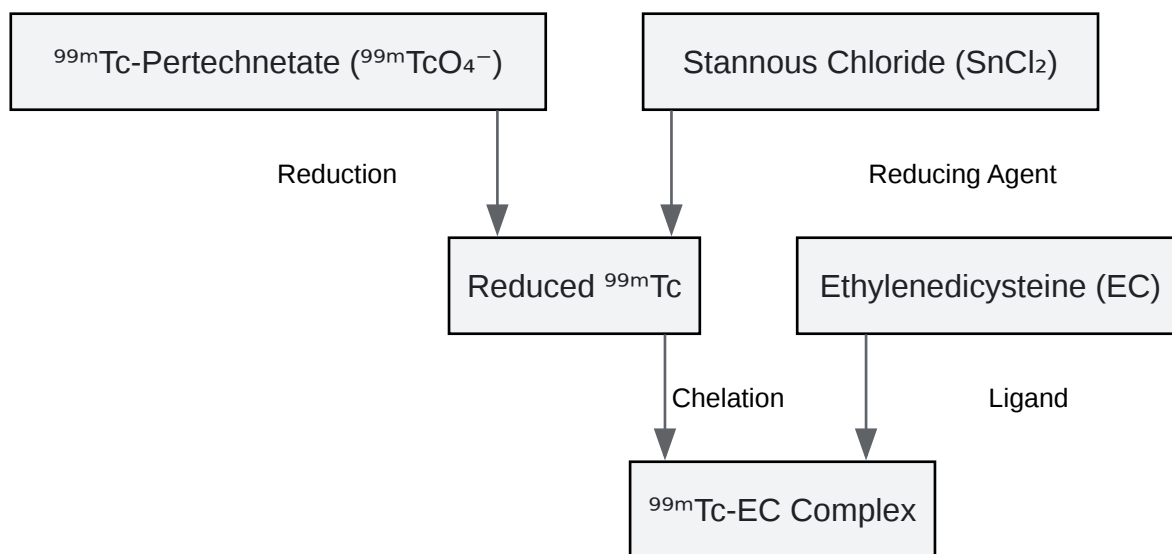 ⁹⁹ᵐTc-Pertechnetate (⁹⁹ᵐTcO₄⁻)
Stannous Chloride (SnCl₂)
Reduction
Reducing Agent
Reduced ⁹⁹ᵐTc
Ethylenedicysteine (EC)
Chelation
Ligand
⁹⁹ᵐTc-EC Complex